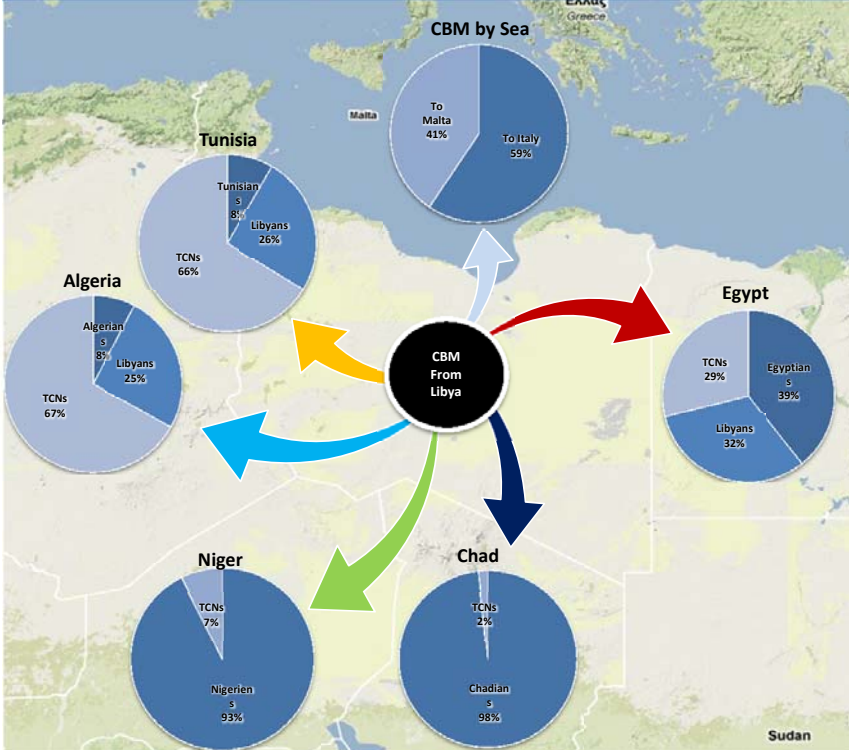 Ελλάς
Greece
CBM by Sea
To
Malta
41%
To Italy
59%
Malta
Tunisia
Tunisian
s
8%
Libyans
26%
TCNs
66%
Algeria
Algerian
s
8%
Libyans
25%
TCNs
67%
CBM
From
Libya
Egypt
TCNs
29%
Egyptian
s
39%
Libyans
32%
Niger
TCNs
7%
Nigerien
s
93%
Chad
TCNs
2%
Chadian
s
98%
Sudan